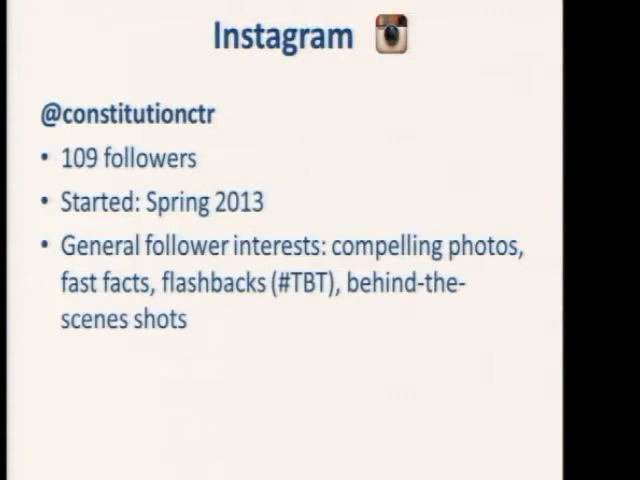 Instagram
@constitutionctr
• 109 followers
• Started: Spring 2013
• General follower interests: compelling photos,
fast facts, flashbacks (#TBT), behind-the-
scenes shots